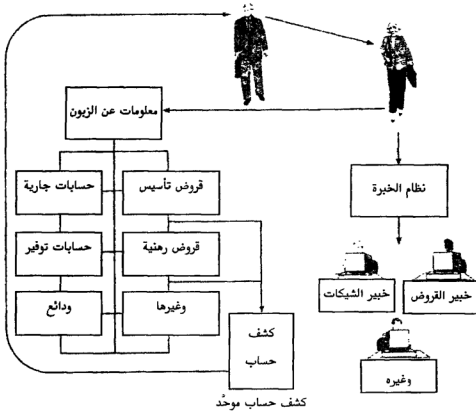 معلومات عن الزبون
قروض تأسيس
حسابات جارية
نظام الخبرة
قروض رهنية
حسابات توفير
خبير القروض
خبير الشيكات
وغيرها
ودائع
كشف
حساب
وغيره
كشف حساب موحّد